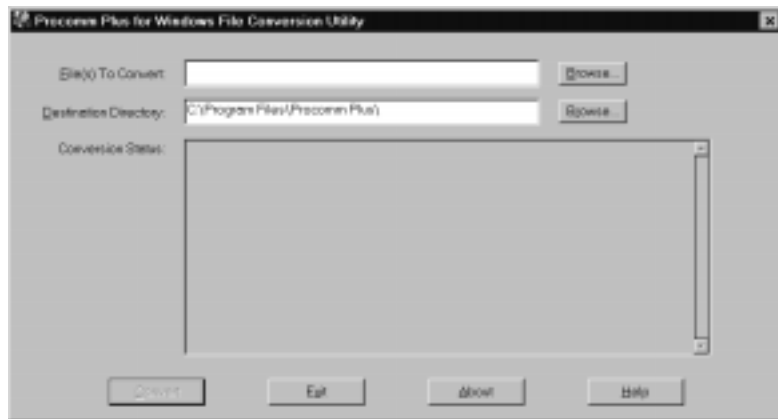 Procomm Plus for Windows File Conversion Utility
File(s) To Convert:
Browse...
Destination Directory:
C:\Program Files\Procomm Plus\
Browse...
Conversion Status:
Convert
Exit
About
Help